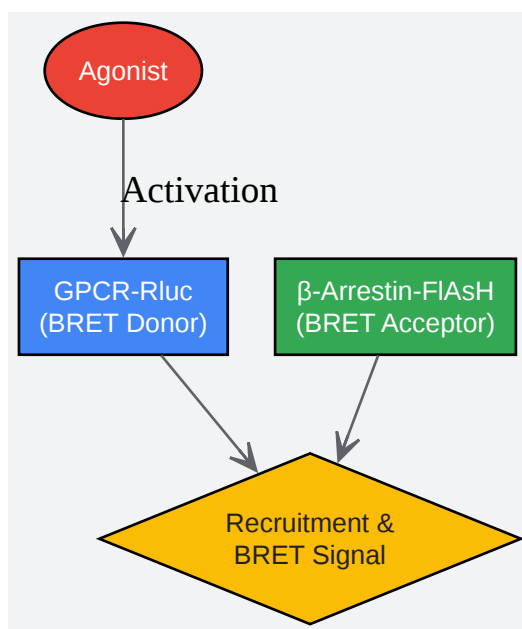 Agonist
Activation
GPCR-Rluc
(BRET Donor)
β-Arrestin-FlAsH
(BRET Acceptor)
Recruitment &
BRET Signal